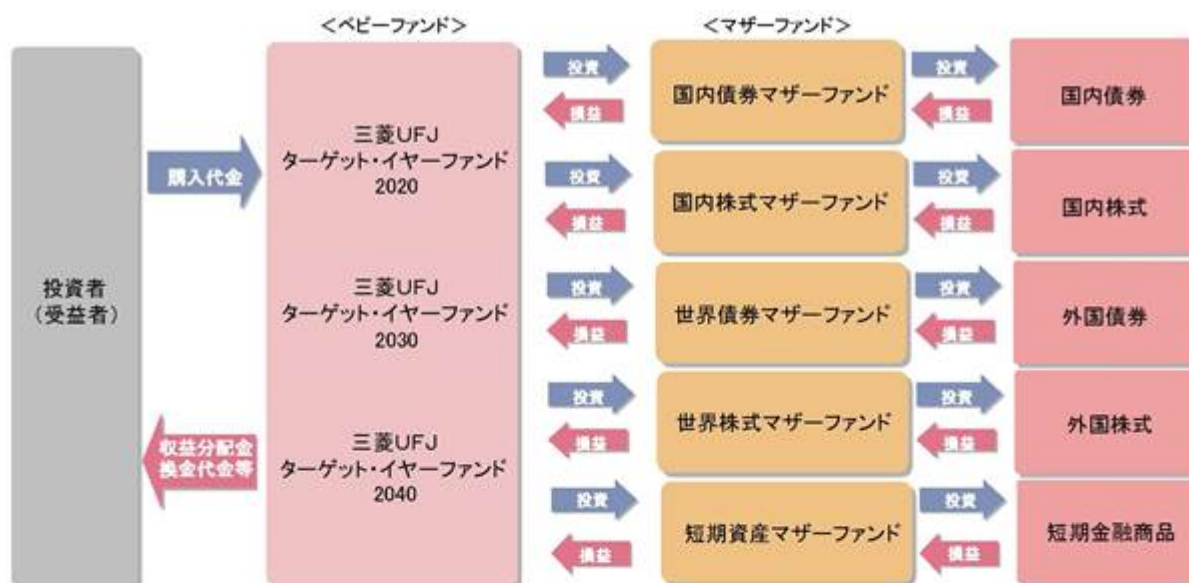 <ベビーファンド>
<マザーファンド>
投資者
(受益者)
購入代金
収益分配金
換金代金等
三菱UFJ
ターゲット・イヤーファンド
2020
三菱UFJ
ターゲット・イヤーファンド
2030
三菱UFJ
ターゲット・イヤーファンド
2040
投資
損益
国内債券マザーファンド
投資
損益
国内債券
投資
損益
国内株式マザーファンド
投資
損益
国内株式
投資
損益
世界債券マザーファンド
投資
損益
外国債券
投資
損益
世界株式マザーファンド
投資
損益
外国株式
投資
損益
短期資産マザーファンド
投資
損益
短期金融商品